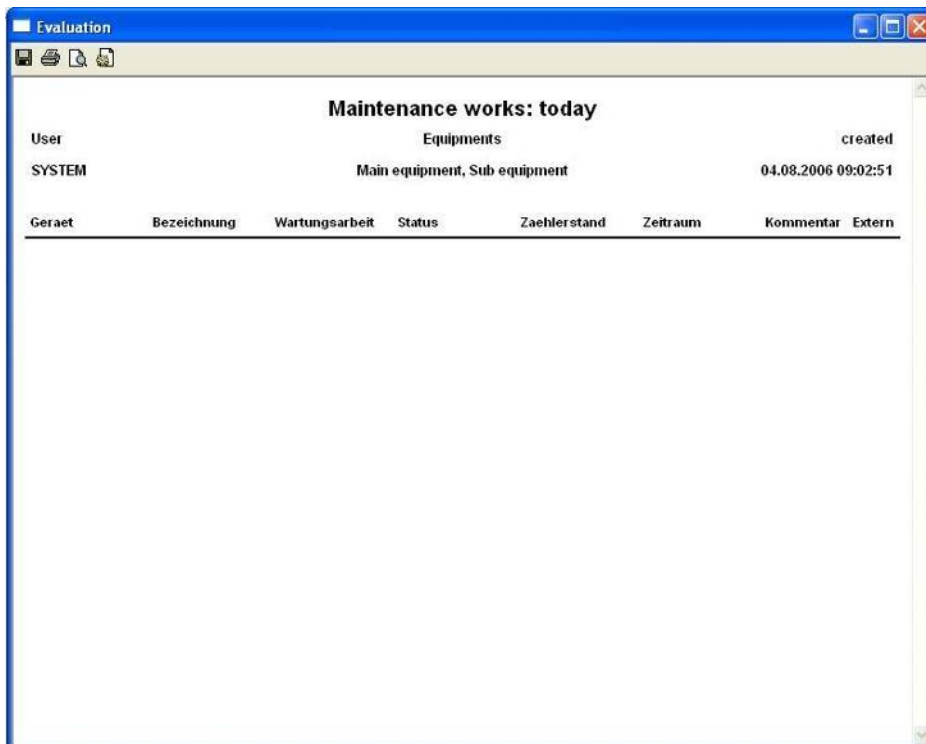 Evaluation
Maintenance works: today
User Equipments created
SYSTEM Main equipment, Sub equipment 04.08.2006 09:02:51
Geraet Bezeichnung Wartungsarbeit Status Zaehlerstand Zeitraum Kommentar Extern